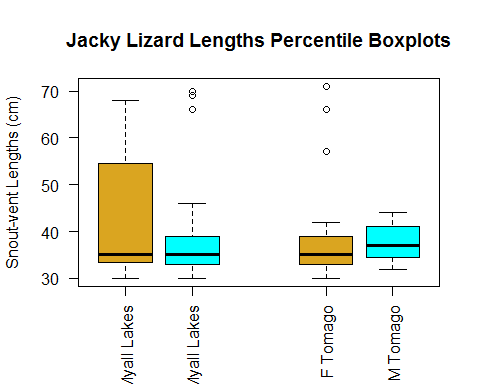 Jacky Lizard Lengths Percentile Boxplots
Snout-vent Lengths (cm)
70
60
50
40
30
Myall Lakes
Myall Lakes
F Tomago
M Tomago